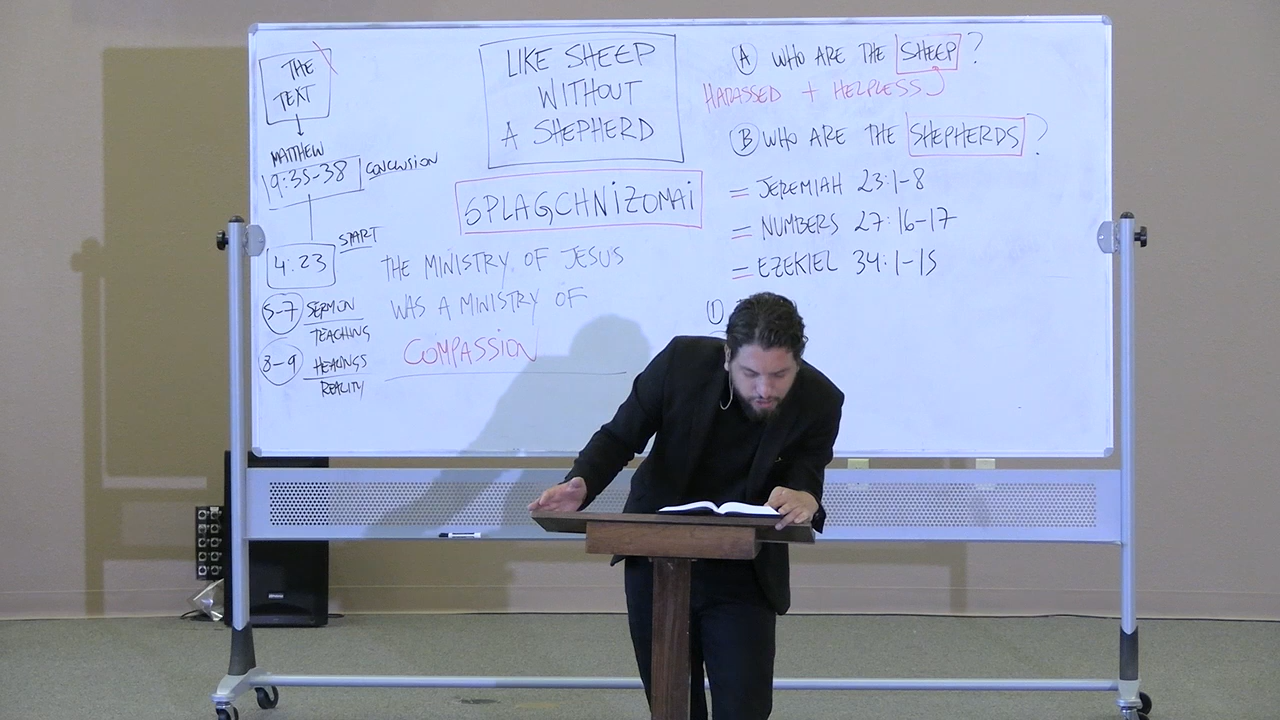 THE
TEXT
MATTHEW
9:35-38 CONCLUSION
4:23 START
5-7 SERMON
TEACHING
8-9 HEALINGS
REALITY
LIKE SHEEP
WITHOUT
A SHEPHERD
SPLAGCHNIZOMAI
THE MINISTRY OF JESUS
WAS A MINISTRY OF
COMPASSION
A WHO ARE THE SHEEP?
HARASSED + HELPLESS
B WHO ARE THE SHEPHERDS?
= JEREMIAH 23:1-8
= NUMBERS 27:16-17
= EZEKIEL 34:1-15
1